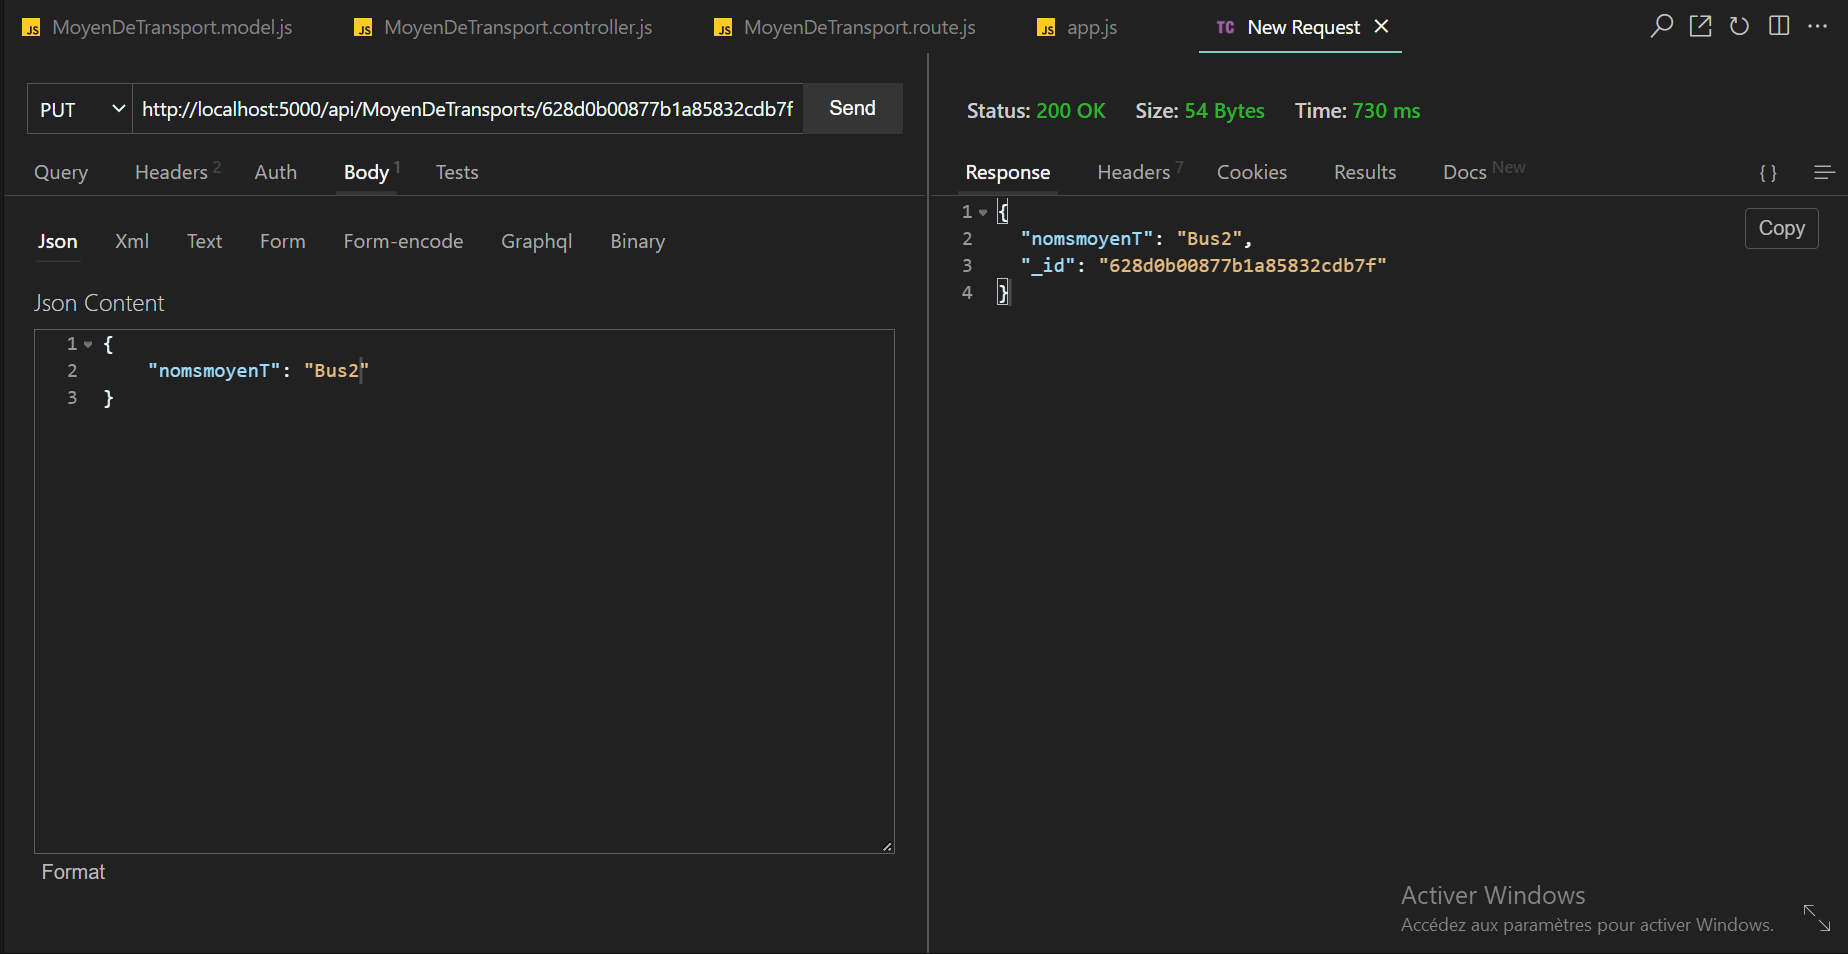 JS MoyenDeTransport.model.js JS MoyenDeTransport.controller.js JS MoyenDeTransport.route.js JS app.js TC New Request
PUT http://localhost:5000/api/MoyenDeTransports/628d0b00877b1a85832cdb7f Send
Query Headers 2 Auth Body 1 Tests
Json Xml Text Form Form-encode Graphql Binary
Json Content
1 {
2 "nomsmoyenT": "Bus2"
3 }
Format
Status: 200 OK Size: 54 Bytes Time: 730 ms
Response Headers 7 Cookies Results Docs New { }
Copy
1 {
2 "nomsmoyenT": "Bus2",
3 "_id": "628d0b00877b1a85832cdb7f"
4 }
Activer Windows
Accédez aux paramètres pour activer Windows.